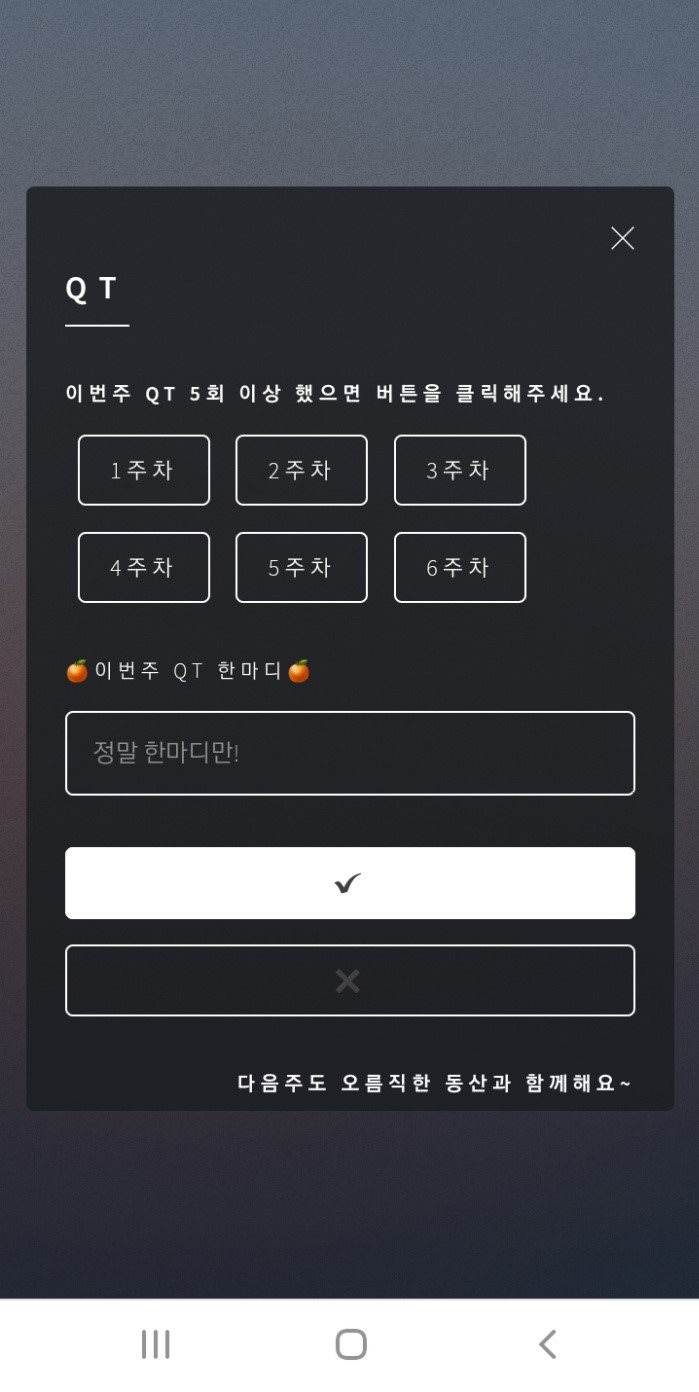 QT
이번주 QT 5회 이상 했으면 버튼을 클릭해주세요.
1주차 2주차 3주차
4주차 5주차 6주차
🍊이번주 QT 한마디🍊
정말 한마디만!
다음주도 오름직한 동산과 함께해요~